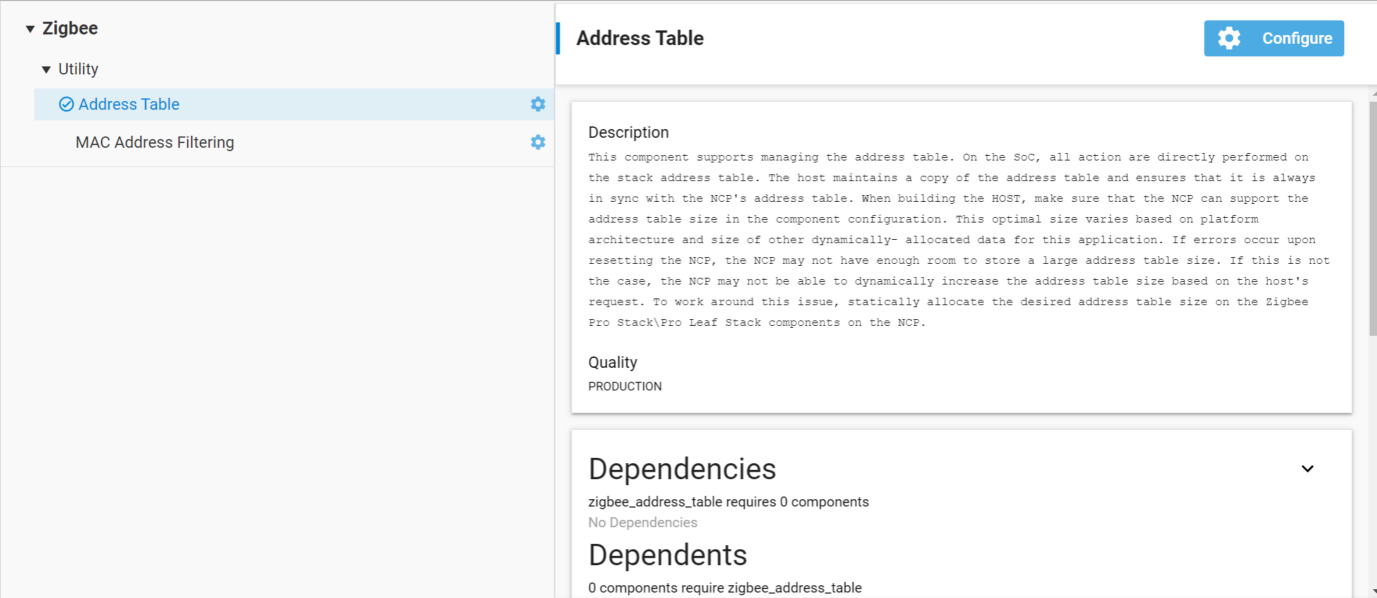 Zigbee
Utility
Address Table
MAC Address Filtering
Address Table
Configure
Description
This component supports managing the address table. On the SoC, all action are directly performed on
the stack address table. The host maintains a copy of the address table and ensures that it is always
in sync with the NCP's address table. When building the HOST, make sure that the NCP can support the
address table size in the component configuration. This optimal size varies based on platform
architecture and size of other dynamically- allocated data for this application. If errors occur upon
resetting the NCP, the NCP may not have enough room to store a large address table size. If this is not
the case, the NCP may not be able to dynamically increase the address table size based on the host's
request. To work around this issue, statically allocate the desired address table size on the Zigbee
Pro Stack\Pro Leaf Stack components on the NCP.
Quality
PRODUCTION
Dependencies
zigbee_address_table requires 0 components
No Dependencies
Dependents
0 components require zigbee_address_table